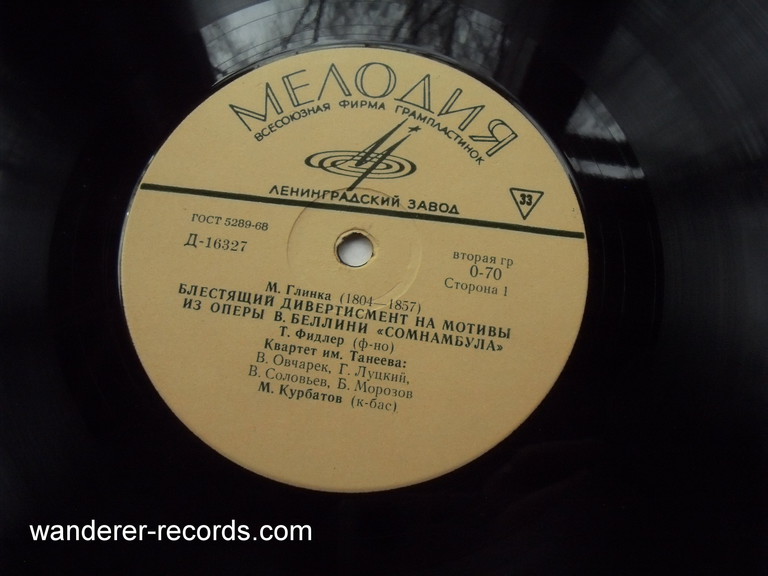 МЕЛОДИЯ
ВСЕСОЮЗНАЯ ФИРМА ГРАМПЛАСТИНОК
ЛЕНИНГРАДСКИЙ ЗАВОД
33
ГОСТ 5289-68
Д-16327
вторая гр
0-70
Сторона 1
М. Глинка (1804—1857)
БЛЕСТЯЩИЙ ДИВЕРТИСМЕНТ НА МОТИВЫ
ИЗ ОПЕРЫ В. БЕЛЛИНИ «СОМНАМБУЛА»
Т. Фидлер (ф-но)
Квартет им. Танеева:
В. Овчарек, Г. Луцкий,
В. Соловьев, Б. Морозов
М. Курбатов (к-бас)
wanderer-records.com